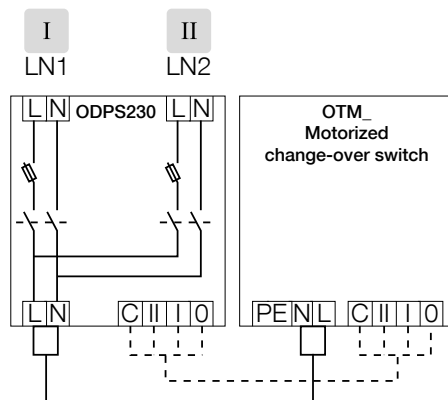 I II
LN1 LN2
L N ODPS230 L N
OTM_
Motorized
change-over switch
L N C II I 0
PE N L C II I 0